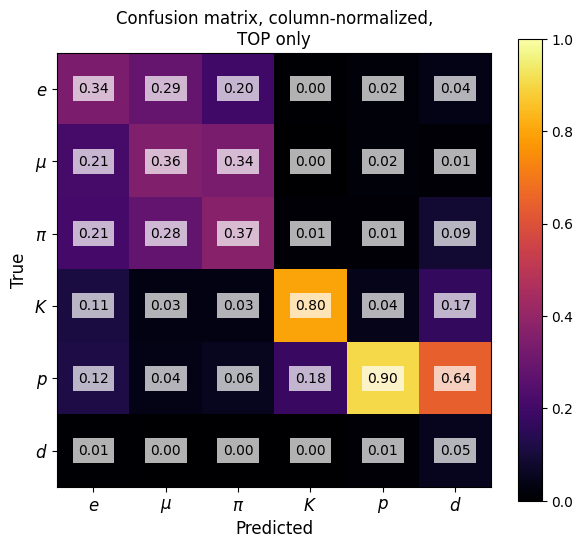 Confusion matrix, column-normalized,
TOP only
True
e 0.34 0.29 0.20 0.00 0.02 0.04
μ 0.21 0.36 0.34 0.00 0.02 0.01
π 0.21 0.28 0.37 0.01 0.01 0.09
K 0.11 0.03 0.03 0.80 0.04 0.17
p 0.12 0.04 0.06 0.18 0.90 0.64
d 0.01 0.00 0.00 0.00 0.01 0.05
e μ π K p d
Predicted
1.0
0.8
0.6
0.4
0.2
0.0